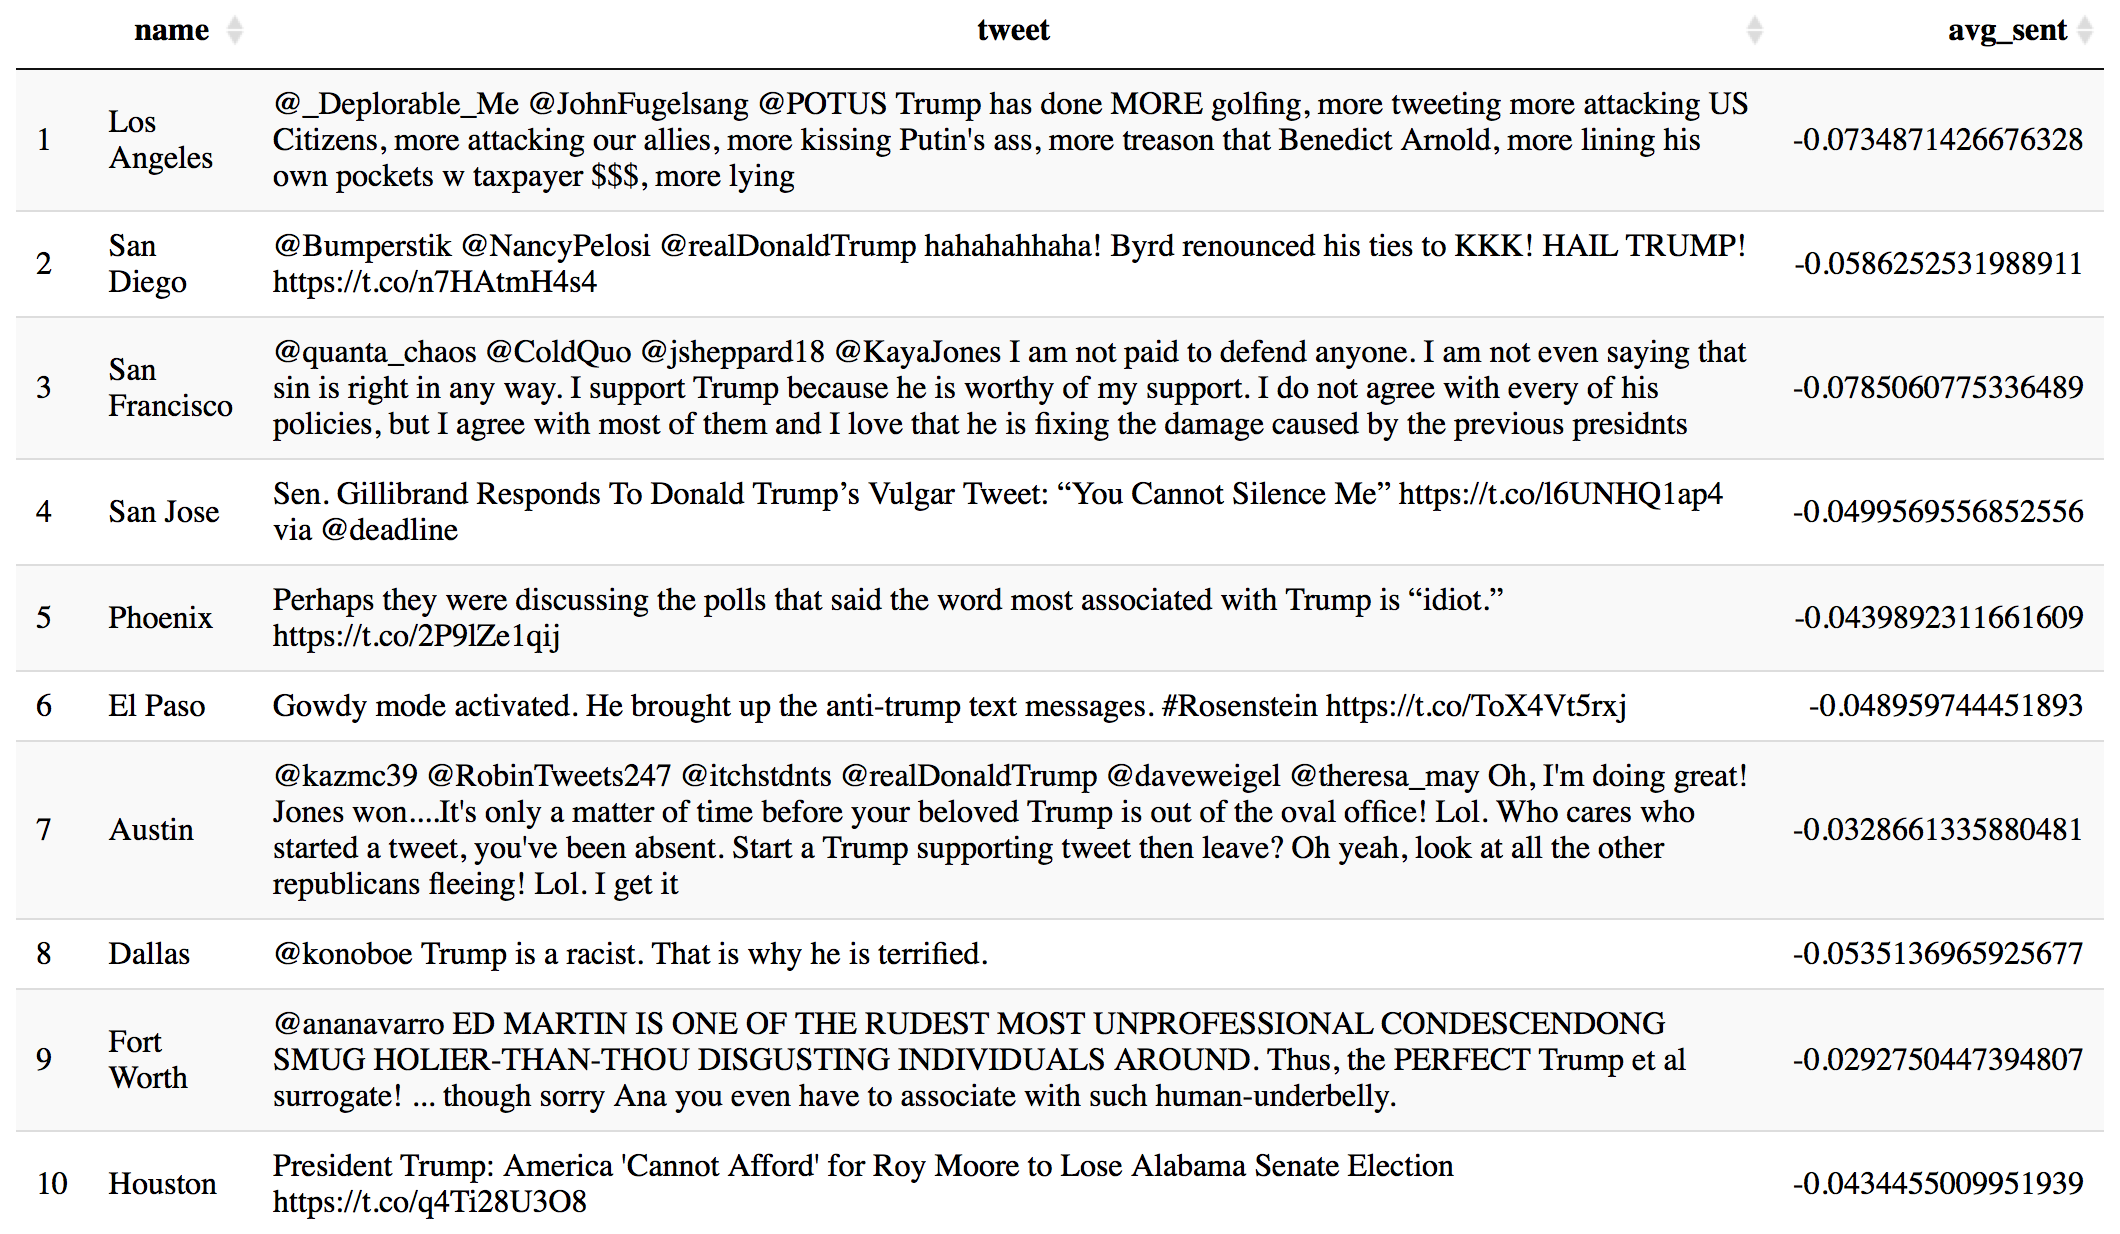 name tweet avg_sent
1 Los Angeles @_Deplorable_Me @JohnFugelsang @POTUS Trump has done MORE golfing, more tweeting more attacking US
Citizens, more attacking our allies, more kissing Putin's ass, more treason that Benedict Arnold, more lining his
own pockets w taxpayer $$$, more lying -0.0734871426676328
2 San Diego @Bumperstik @NancyPelosi @realDonaldTrump hahahahhaha! Byrd renounced his ties to KKK! HAIL TRUMP!
https://t.co/n7HAtmH4s4 -0.0586252531988911
3 San Francisco @quanta_chaos @ColdQuo @jsheppard18 @KayaJones I am not paid to defend anyone. I am not even saying that
sin is right in any way. I support Trump because he is worthy of my support. I do not agree with every of his
policies, but I agree with most of them and I love that he is fixing the damage caused by the previous presidnts -0.0785060775336489
4 San Jose Sen. Gillibrand Responds To Donald Trump’s Vulgar Tweet: “You Cannot Silence Me” https://t.co/l6UNHQ1ap4
via @deadline -0.0499569556852556
5 Phoenix Perhaps they were discussing the polls that said the word most associated with Trump is “idiot.”
https://t.co/2P9lZe1qij -0.0439892311661609
6 El Paso Gowdy mode activated. He brought up the anti-trump text messages. #Rosenstein https://t.co/ToX4Vt5rxj -0.048959744451893
7 Austin @kazmc39 @RobinTweets247 @itchstdnts @realDonaldTrump @daveweigel @theresa_may Oh, I'm doing great!
Jones won....It's only a matter of time before your beloved Trump is out of the oval office! Lol. Who cares who
started a tweet, you've been absent. Start a Trump supporting tweet then leave? Oh yeah, look at all the other
republicans fleeing! Lol. I get it -0.0328661335880481
8 Dallas @konoboe Trump is a racist. That is why he is terrified. -0.0535136965925677
9 Fort Worth @ananavarro ED MARTIN IS ONE OF THE RUDEST MOST UNPROFESSIONAL CONDESCENDONG
SMUG HOLIER-THAN-THOU DISGUSTING INDIVIDUALS AROUND. Thus, the PERFECT Trump et al
surrogate! ... though sorry Ana you even have to associate with such human-underbelly. -0.0292750447394807
10 Houston President Trump: America 'Cannot Afford' for Roy Moore to Lose Alabama Senate Election
https://t.co/q4Ti28U3O8 -0.0434455009951939